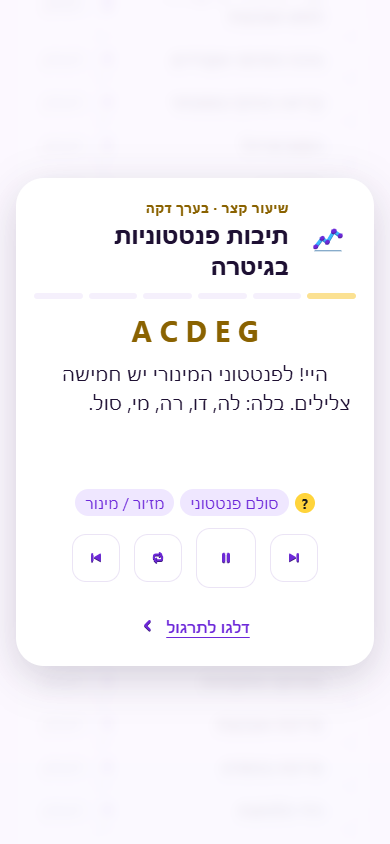 שיעור קצר · בערך דקה
תיבות פנטטוניות
בגיטרה
A C D E G
היי! לפנטטוני המינורי יש חמישה
צלילים. בלה: לה, דו, רה, מי, סול.
? סולם פנטטוני מז׳ור / מינור
דלגו לתרגול